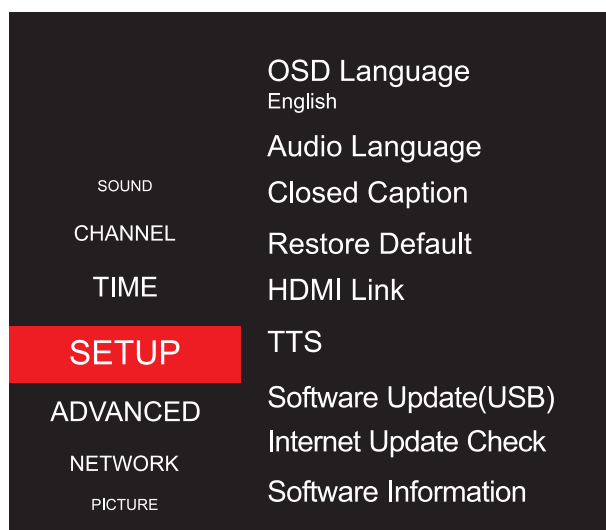 SOUND
CHANNEL
TIME
SETUP
ADVANCED
NETWORK
PICTURE
OSD Language
English
Audio Language
Closed Caption
Restore Default
HDMI Link
TTS
Software Update(USB)
Internet Update Check
Software Information